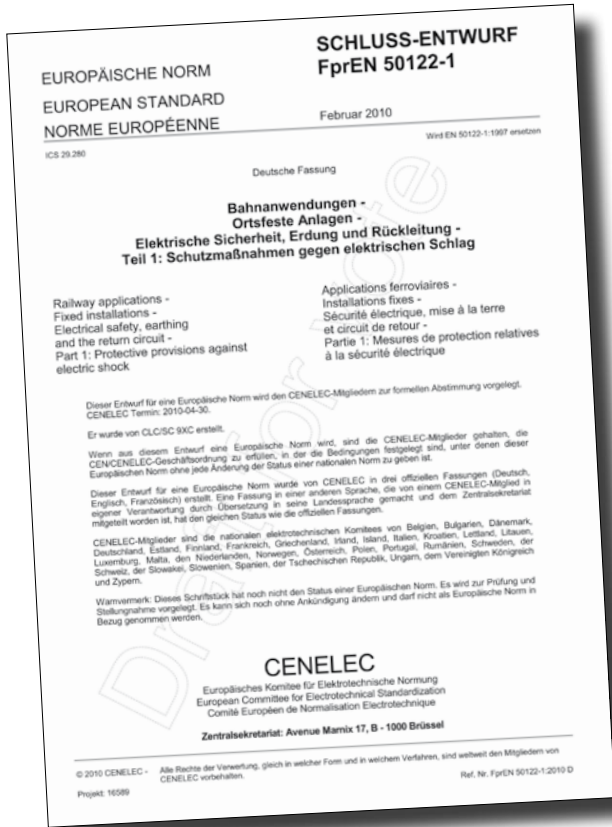 EUROPÄISCHE NORM
EUROPEAN STANDARD
NORME EUROPÉENNE
SCHLUSS-ENTWURF
FprEN 50122-1
Februar 2010
ICS 29.280
Wird EN 50122-1:1997 ersetzen
Deutsche Fassung
Bahnanwendungen -
Ortsfeste Anlagen -
Elektrische Sicherheit, Erdung und Rückleitung -
Teil 1: Schutzmaßnahmen gegen elektrischen Schlag
Railway applications -
Fixed installations -
Electrical safety, earthing
and the return circuit -
Part 1: Protective provisions against
electric shock
Applications ferroviaires -
Installations fixes -
Sécurité électrique, mise à la terre
et circuit de retour -
Partie 1: Mesures de protection relatives
à la sécurité électrique
Dieser Entwurf für eine Europäische Norm wird den CENELEC-Mitgliedern zur formellen Abstimmung vorgelegt.
CENELEC Termin: 2010-04-30.
Er wurde von CLC/SC 9XC erstellt.
Wenn aus diesem Entwurf eine Europäische Norm wird, sind die CENELEC-Mitglieder gehalten, die
CEN/CENELEC-Geschäftsordnung zu erfüllen, in der die Bedingungen festgelegt sind, unter denen dieser
Europäischen Norm ohne jede Änderung der Status einer nationalen Norm zu geben ist.
Dieser Entwurf für eine Europäische Norm wurde von CENELEC in drei offiziellen Fassungen (Deutsch,
Englisch, Französisch) erstellt. Eine Fassung in einer anderen Sprache, die von einem CENELEC-Mitglied in
eigener Verantwortung durch Übersetzung in seine Landessprache gemacht und dem Zentralsekretariat
mitgeteilt worden ist, hat den gleichen Status wie die offiziellen Fassungen.
CENELEC-Mitglieder sind die nationalen elektrotechnischen Komitees von Belgien, Bulgarien, Dänemark,
Deutschland, Estland, Finnland, Frankreich, Griechenland, Irland, Island, Italien, Kroatien, Lettland, Litauen,
Luxemburg, Malta, den Niederlanden, Norwegen, Österreich, Polen, Portugal, Rumänien, Schweden, der
Schweiz, der Slowakei, Slowenien, Spanien, der Tschechischen Republik, Ungarn, dem Vereinigten Königreich
und Zypern.
Warnvermerk: Dieses Schriftstück hat noch nicht den Status einer Europäischen Norm. Es wird zur Prüfung und
Stellungnahme vorgelegt. Es kann sich noch ohne Ankündigung ändern und darf nicht als Europäische Norm in
Bezug genommen werden.
Draft for vote
CENELEC
Europäisches Komitee für Elektrotechnische Normung
European Committee for Electrotechnical Standardization
Comité Européen de Normalisation Electrotechnique
Zentralsekretariat: Avenue Marnix 17, B - 1000 Brüssel
© 2010 CENELEC - Alle Rechte der Verwertung, gleich in welcher Form und in welchem Verfahren, sind weltweit den Mitgliedern von
CENELEC vorbehalten.
Projekt: 16589
Ref. Nr. FprEN 50122-1:2010 D